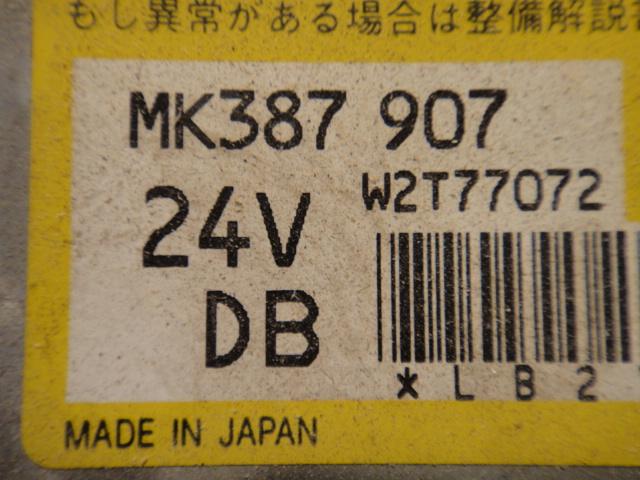 もし異常がある場合は整備解説
MK387 907
24V W2T77072
DB
*LB2
MADE IN JAPAN